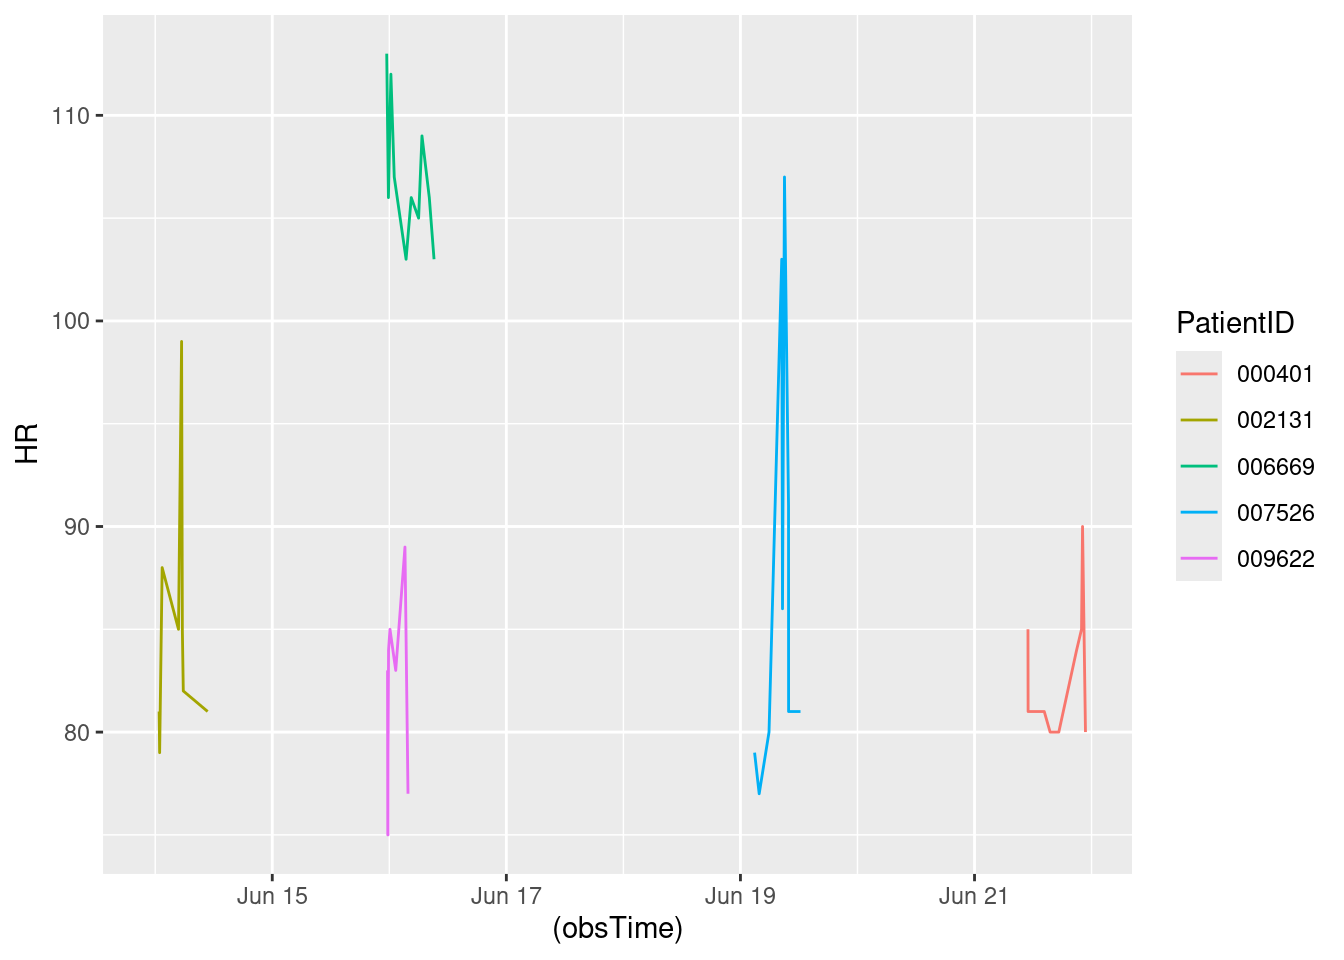 110
100
90
80
HR
Jun 15
Jun 17
Jun 19
Jun 21
(obsTime)
PatientID
000401
002131
006669
007526
009622